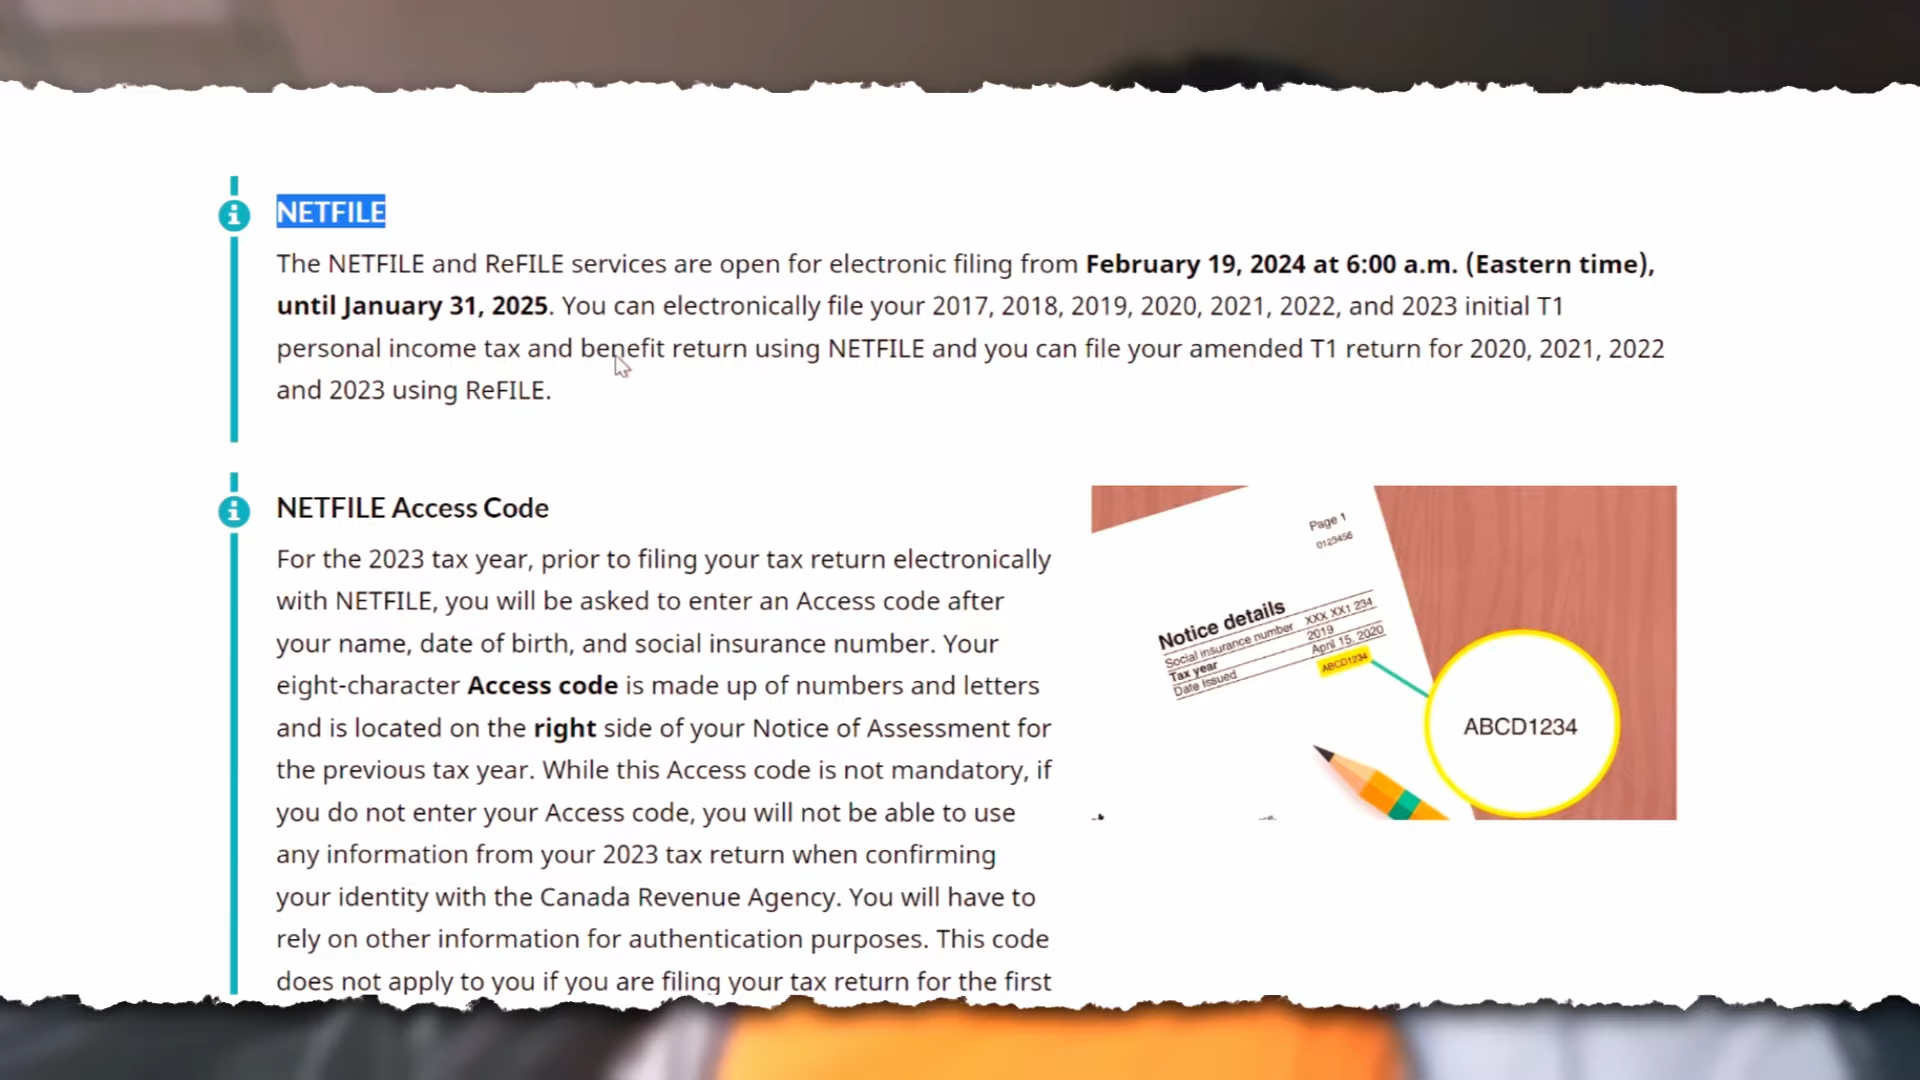 NETFILE
The NETFILE and ReFILE services are open for electronic filing from February 19, 2024 at 6:00 a.m. (Eastern time),
until January 31, 2025. You can electronically file your 2017, 2018, 2019, 2020, 2021, 2022, and 2023 initial T1
personal income tax and benefit return using NETFILE and you can file your amended T1 return for 2020, 2021, 2022
and 2023 using ReFILE.
NETFILE Access Code
For the 2023 tax year, prior to filing your tax return electronically
with NETFILE, you will be asked to enter an Access code after
your name, date of birth, and social insurance number. Your
eight-character Access code is made up of numbers and letters
and is located on the right side of your Notice of Assessment for
the previous tax year. While this Access code is not mandatory, if
you do not enter your Access code, you will not be able to use
any information from your 2023 tax return when confirming
your identity with the Canada Revenue Agency. You will have to
rely on other information for authentication purposes. This code
does not apply to you if you are filing your tax return for the first
Page 1
0123456
Notice details
Social insurance number XXX XX1 234
Tax year 2019
Date Issued April 15, 2020
ABCD1234
ABCD1234